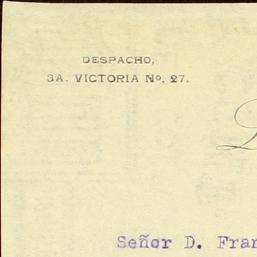 DESPACHO,
3A. VICTORIA Nº. 27.
Señor D. Fran